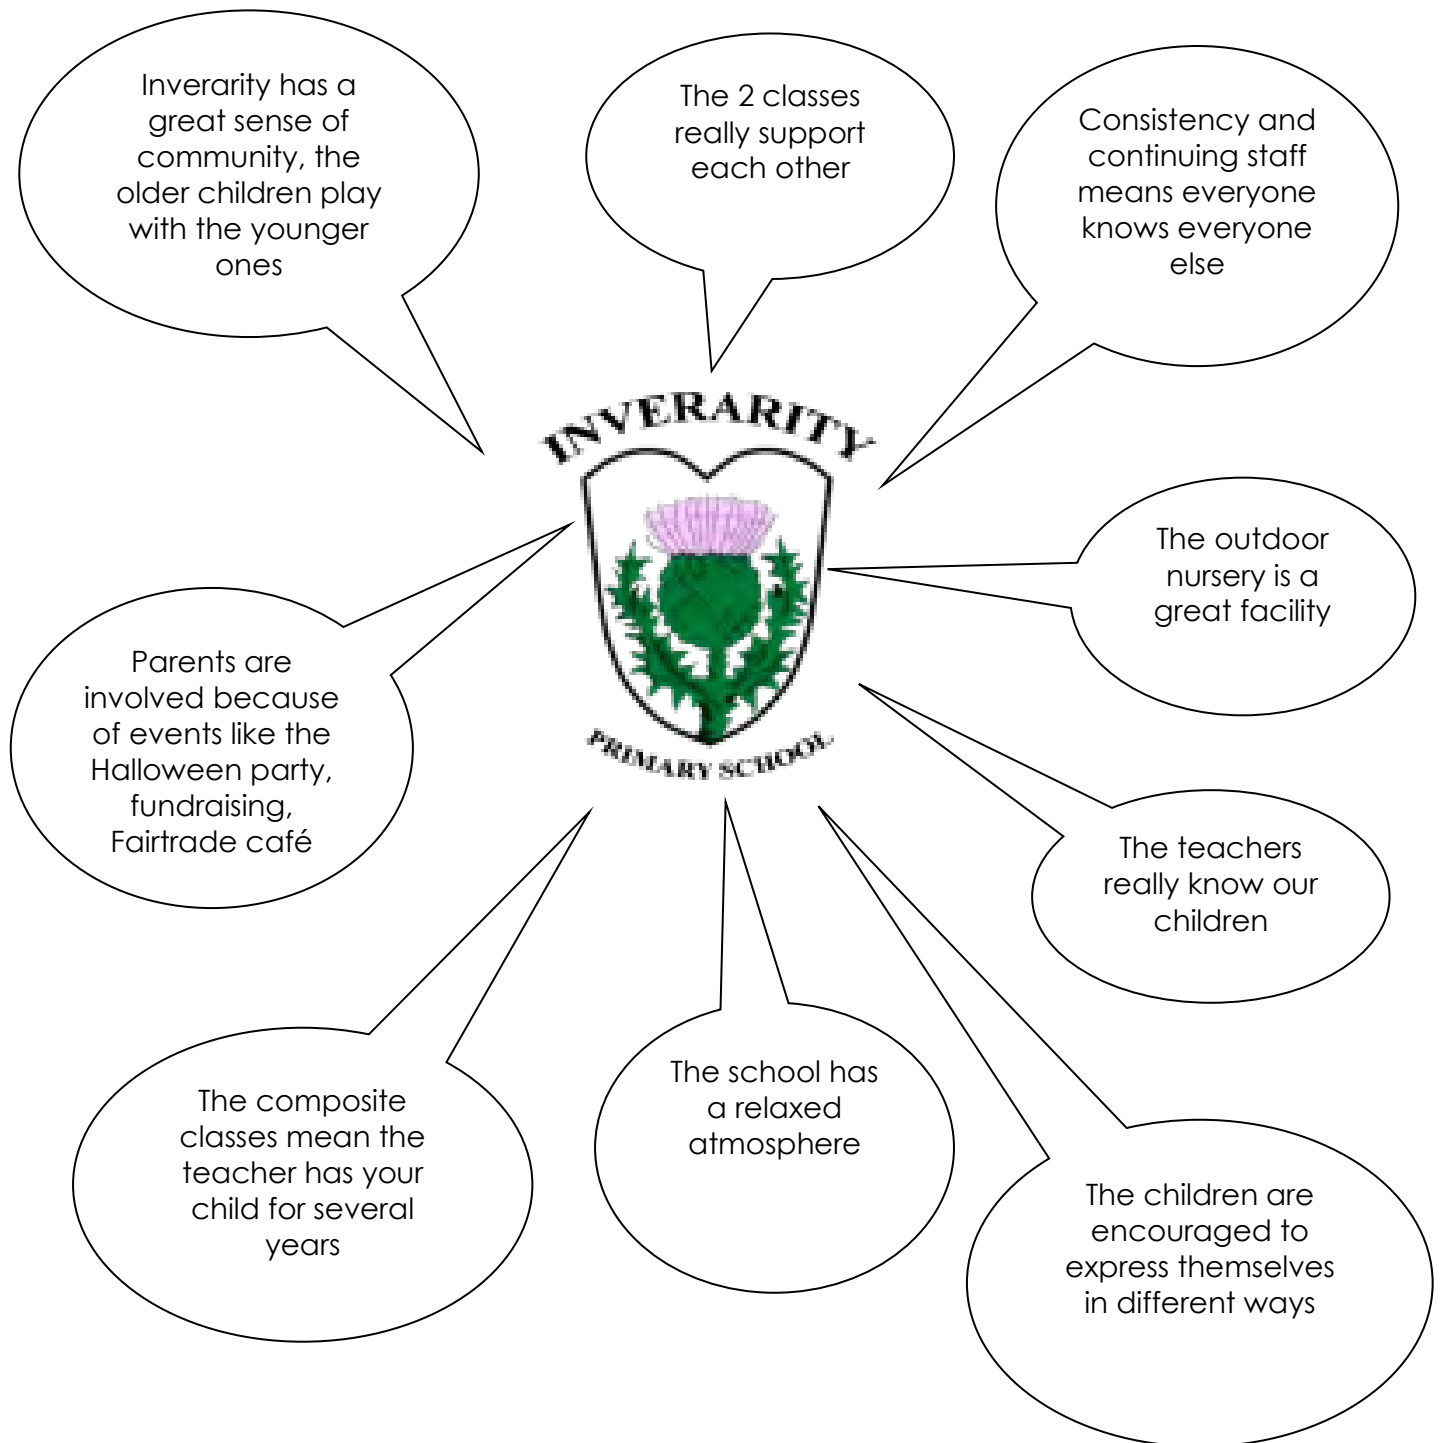 Inverarity has a
great sense of
community, the
older children play
with the younger
ones
The 2 classes
really support
each other
Consistency and
continuing staff
means everyone
knows everyone
else
INVERARITY
PRIMARY SCHOOL
The outdoor
nursery is a
great facility
Parents are
involved because
of events like the
Halloween party,
fundraising,
Fairtrade café
The teachers
really know our
children
The composite
classes mean the
teacher has your
child for several
years
The school has
a relaxed
atmosphere
The children are
encouraged to
express themselves
in different ways